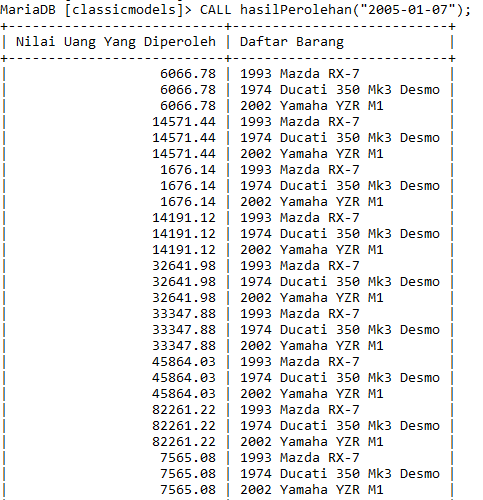 MariaDB [classicmodels]> CALL hasilPerolehan("2005-01-07");
+---------------------------+---------------------------+
| Nilai Uang Yang Diperoleh | Daftar Barang             |
+---------------------------+---------------------------+
|                   6066.78 | 1993 Mazda RX-7           |
|                   6066.78 | 1974 Ducati 350 Mk3 Desmo |
|                   6066.78 | 2002 Yamaha YZR M1        |
|                  14571.44 | 1993 Mazda RX-7           |
|                  14571.44 | 1974 Ducati 350 Mk3 Desmo |
|                  14571.44 | 2002 Yamaha YZR M1        |
|                   1676.14 | 1993 Mazda RX-7           |
|                   1676.14 | 1974 Ducati 350 Mk3 Desmo |
|                   1676.14 | 2002 Yamaha YZR M1        |
|                  14191.12 | 1993 Mazda RX-7           |
|                  14191.12 | 1974 Ducati 350 Mk3 Desmo |
|                  14191.12 | 2002 Yamaha YZR M1        |
|                  32641.98 | 1993 Mazda RX-7           |
|                  32641.98 | 1974 Ducati 350 Mk3 Desmo |
|                  32641.98 | 2002 Yamaha YZR M1        |
|                  33347.88 | 1993 Mazda RX-7           |
|                  33347.88 | 1974 Ducati 350 Mk3 Desmo |
|                  33347.88 | 2002 Yamaha YZR M1        |
|                  45864.03 | 1993 Mazda RX-7           |
|                  45864.03 | 1974 Ducati 350 Mk3 Desmo |
|                  45864.03 | 2002 Yamaha YZR M1        |
|                  82261.22 | 1993 Mazda RX-7           |
|                  82261.22 | 1974 Ducati 350 Mk3 Desmo |
|                  82261.22 | 2002 Yamaha YZR M1        |
|                   7565.08 | 1993 Mazda RX-7           |
|                   7565.08 | 1974 Ducati 350 Mk3 Desmo |
|                   7565.08 | 2002 Yamaha YZR M1        |